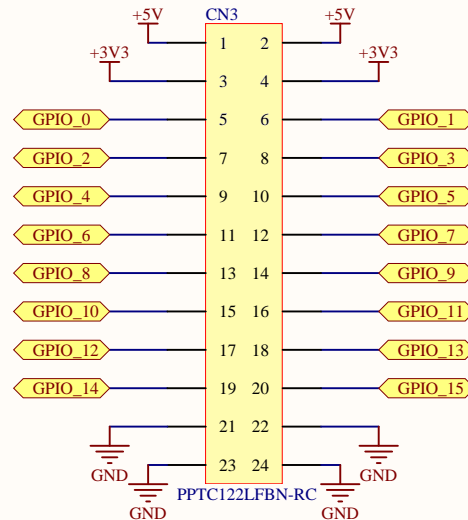 CN3
+5V 1 2 +5V
+3V3 3 4 +3V3
GPIO_0 5 6 GPIO_1
GPIO_2 7 8 GPIO_3
GPIO_4 9 10 GPIO_5
GPIO_6 11 12 GPIO_7
GPIO_8 13 14 GPIO_9
GPIO_10 15 16 GPIO_11
GPIO_12 17 18 GPIO_13
GPIO_14 19 20 GPIO_15
21 22
GND 23 24 GND
PPTC122LFBN-RC
GND GND